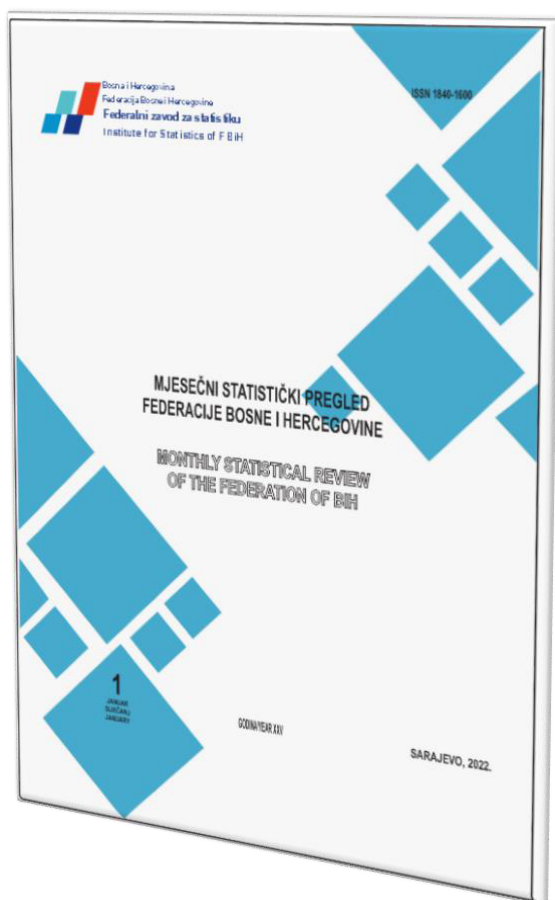 Bosna i Hercegovina
Federacija Bosne i Hercegovine
Federalni zavod za statistiku
Institute for Statistics of FBiH
ISSN 1840-1600
MJESEČNI STATISTIČKI PREGLED
FEDERACIJE BOSNE I HERCEGOVINE
MONTHLY STATISTICAL REVIEW
OF THE FEDERATION OF BIH
1
JANUAR
SIJEČANJ
JANUARY
GODINA/YEAR XXV
SARAJEVO, 2022.